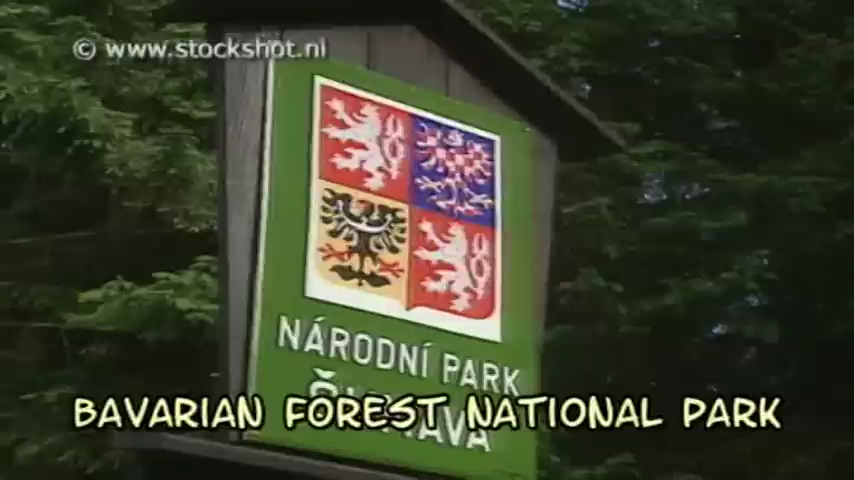 © www.stockshot.nl
NÁRODNÍ PARK
BAVARIAN FOREST NATIONAL PARK